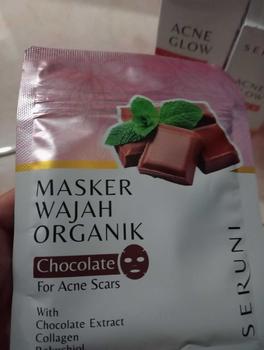 ACNE
GLOW
MASKER
WAJAH
ORGANIK
Chocolate
For Acne Scars
With
Chocolate Extract
Collagen
SERUNI